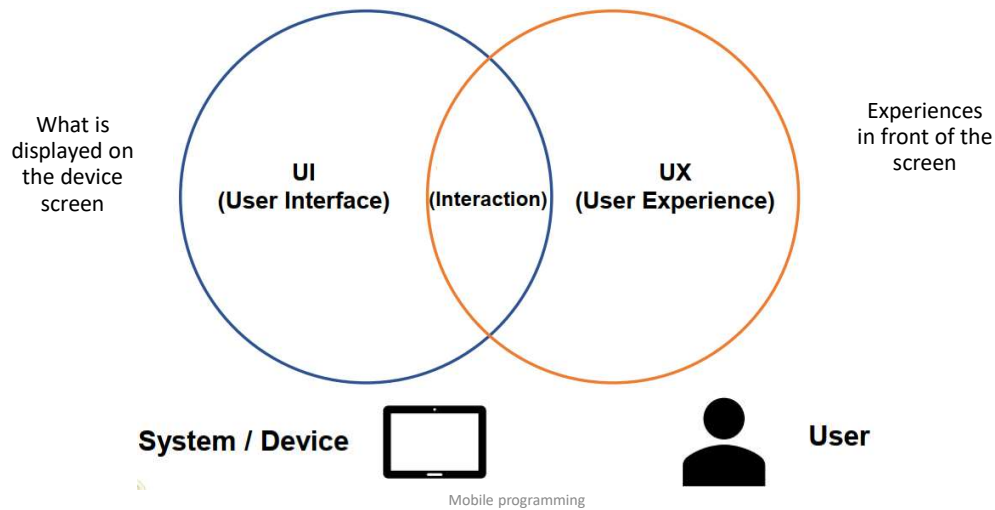 What is
displayed on
the device
screen
UI
(User Interface)
(Interaction)
UX
(User Experience)
Experiences
in front of the
screen
System / Device
User
Mobile programming